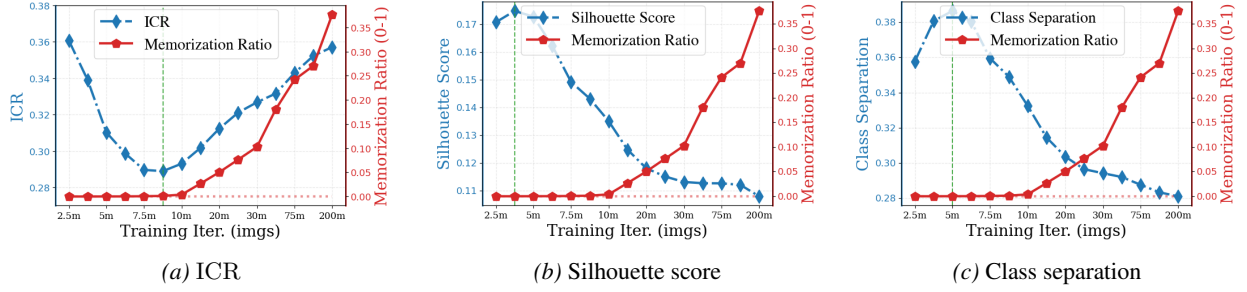 ICR
Memorization Ratio
0.38
0.36
0.34
0.32
0.30
0.28
ICR
0.35
0.30
0.25
0.20
0.15
0.10
0.05
0.00
Memorization Ratio (0-1)
2.5m 5m 7.5m 10m 20m 30m 75m 200m
Training Iter. (imgs)
(a) ICR
Silhouette Score
Memorization Ratio
0.17
0.16
0.15
0.14
0.13
0.12
0.11
Silhouette Score
0.35
0.30
0.25
0.20
0.15
0.10
0.05
0.00
Memorization Ratio (0-1)
2.5m 5m 7.5m 10m 20m 30m 75m 200m
Training Iter. (imgs)
(b) Silhouette score
Class Separation
Memorization Ratio
0.38
0.36
0.34
0.32
0.30
0.28
Class Separation
0.35
0.30
0.25
0.20
0.15
0.10
0.05
0.00
Memorization Ratio (0-1)
2.5m 5m 7.5m 10m 20m 30m 75m 200m
Training Iter. (imgs)
(c) Class separation